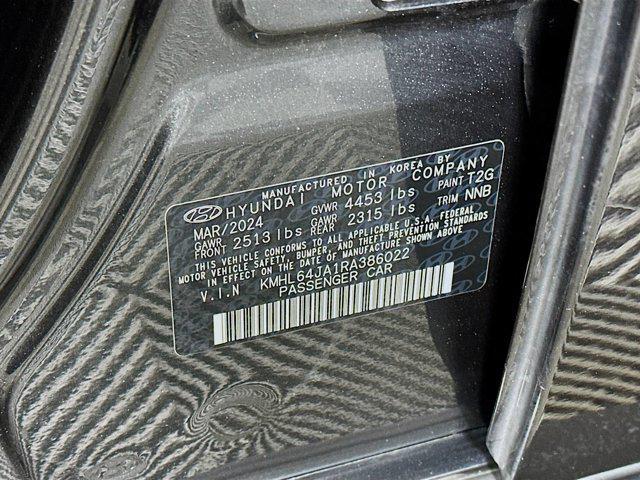 MANUFACTURED IN KOREA BY
HYUNDAI MOTOR COMPANY
MAR/2024 GVWR 4453 lbs PAINT T2G
GAWR FRONT 2513 lbs GAWR REAR 2315 lbs TRIM NNB
THIS VEHICLE CONFORMS TO ALL APPLICABLE U.S.A. FEDERAL
MOTOR VEHICLE SAFETY, BUMPER, AND THEFT PREVENTION STANDARDS
IN EFFECT ON THE DATE OF MANUFACTURE SHOWN ABOVE.
V.I.N KMHL64JA1RA386022
PASSENGER CAR